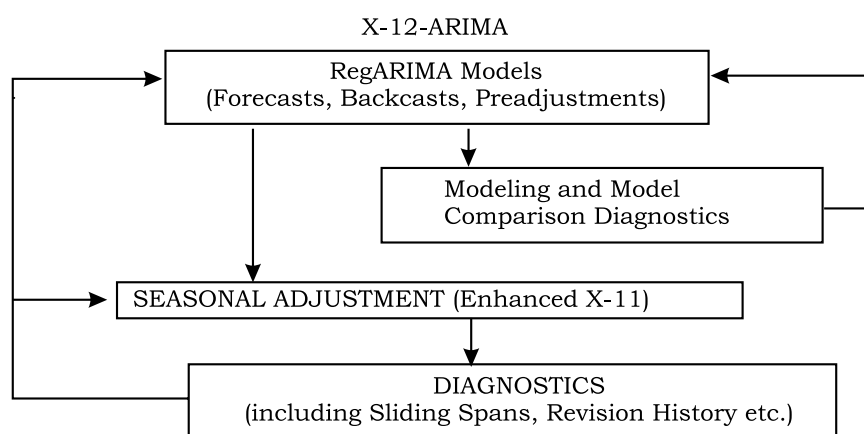 X-12-ARIMA
RegARIMA Models
(Forecasts, Backcasts, Preadjustments)
Modeling and Model
Comparison Diagnostics
SEASONAL ADJUSTMENT (Enhanced X-11)
DIAGNOSTICS
(including Sliding Spans, Revision History etc.)